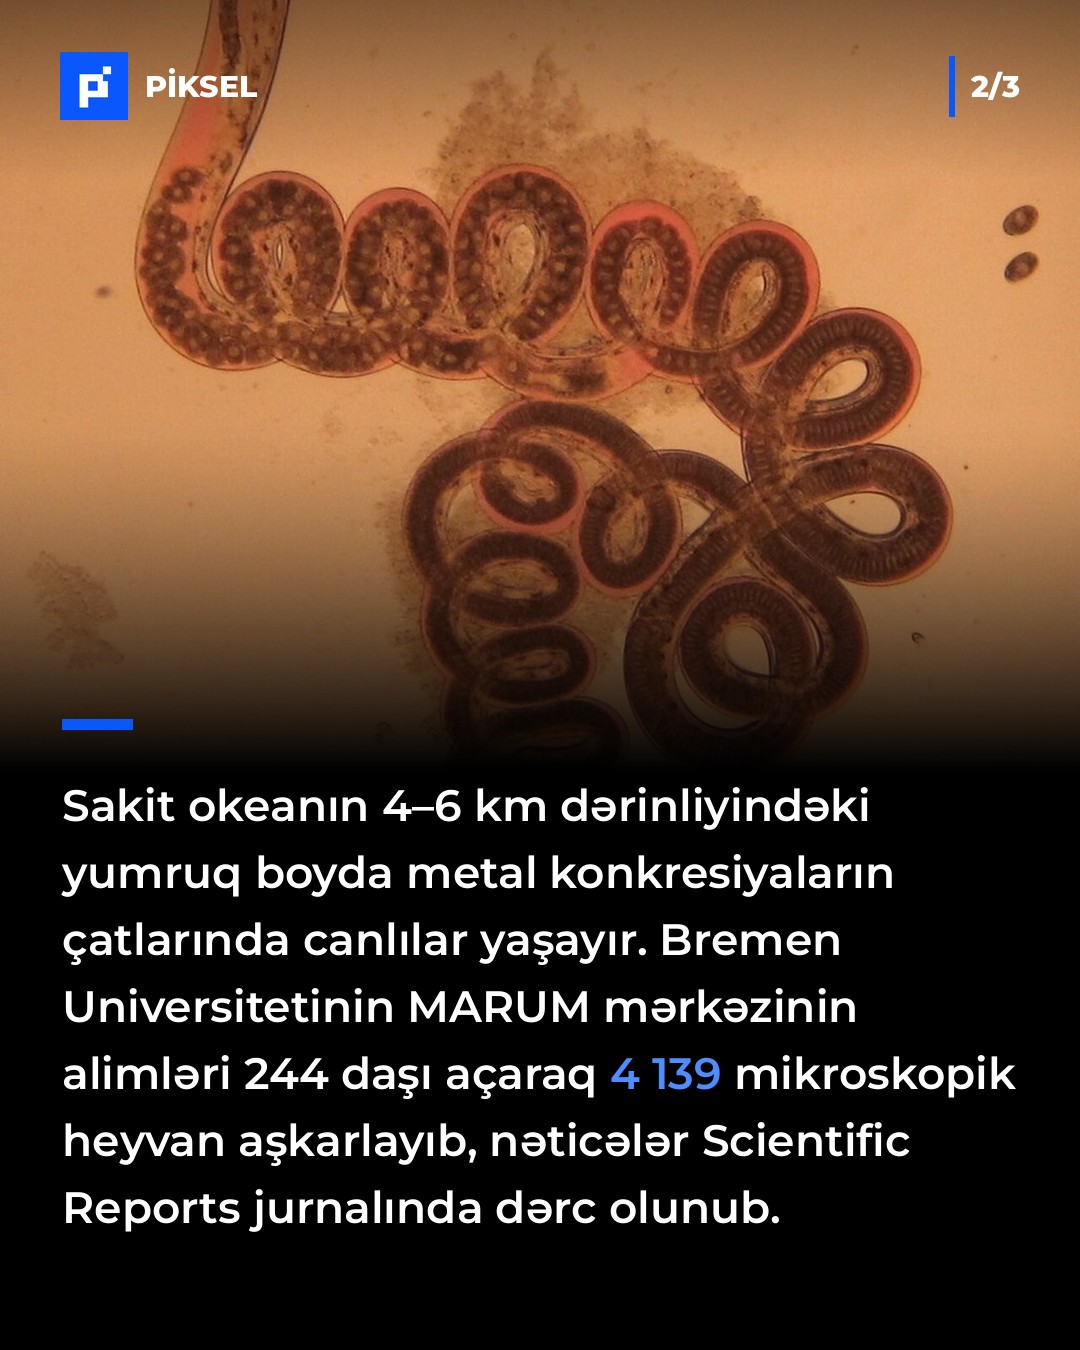 PİKSEL
2/3
Sakit okeanın 4–6 km dərinliyindəki
yumruq boyda metal konkresiyaların
çatlarında canlılar yaşayır. Bremen
Universitetinin MARUM mərkəzinin
alimləri 244 daşı açaraq 4 139 mikroskopik
heyvan aşkarlayıb, nəticələr Scientific
Reports jurnalında dərc olunub.